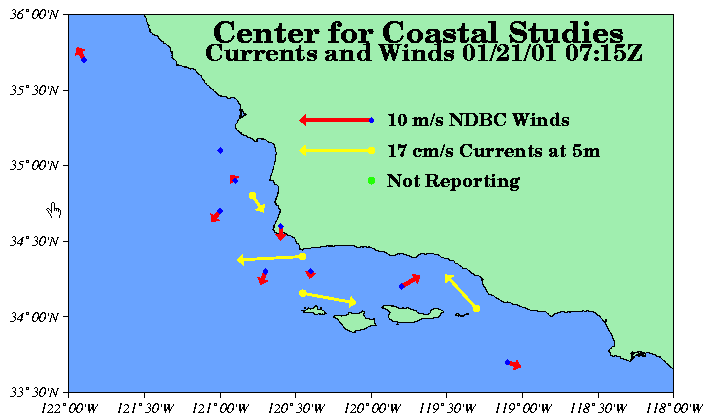 Center for Coastal Studies
Currents and Winds 01/21/01 07:15Z
10 m/s NDBC Winds
17 cm/s Currents at 5m
Not Reporting
36°00'N
35°30'N
35°00'N
34°30'N
34°00'N
33°30'N
122°00'W 121°30'W 121°00'W 120°30'W 120°00'W 119°30'W 119°00'W 118°30'W 118°00'W